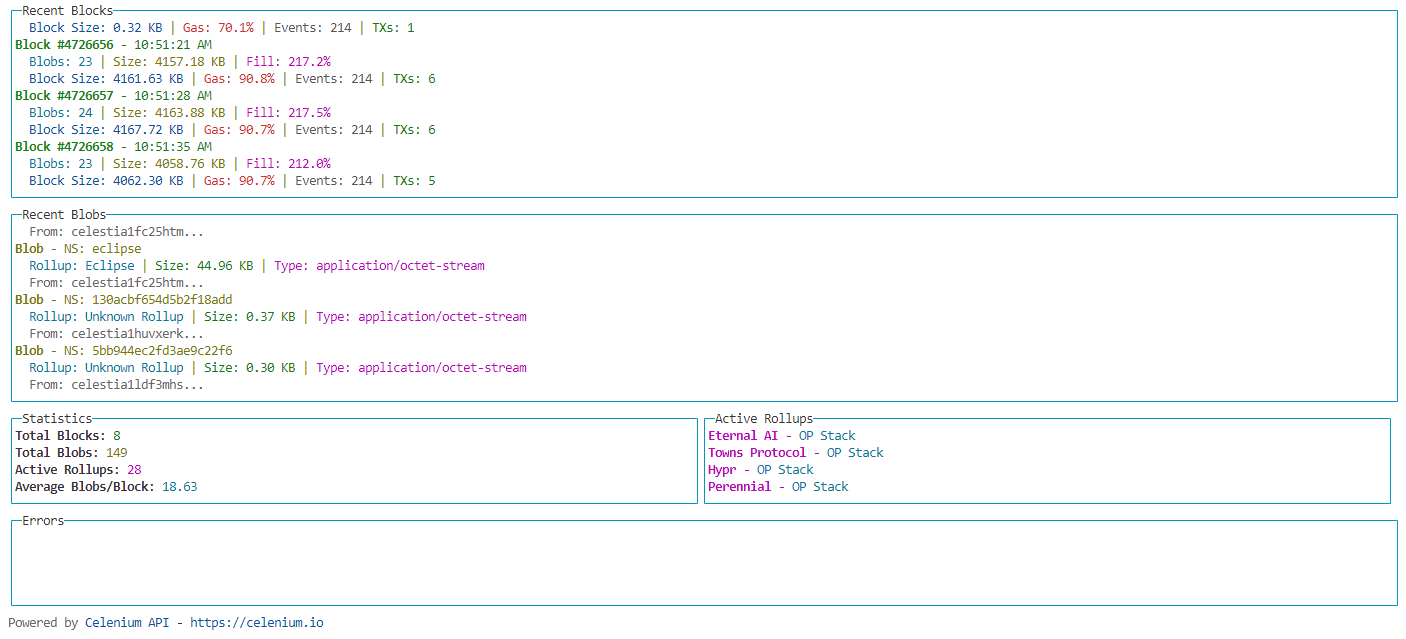 Recent Blocks
Block Size: 0.32 KB | Gas: 70.1% | Events: 214 | TXs: 1
Block #4726656 - 10:51:21 AM
Blobs: 23 | Size: 4157.18 KB | Fill: 217.2%
Block Size: 4161.63 KB | Gas: 90.8% | Events: 214 | TXs: 6
Block #4726657 - 10:51:28 AM
Blobs: 24 | Size: 4163.88 KB | Fill: 217.5%
Block Size: 4167.72 KB | Gas: 90.7% | Events: 214 | TXs: 6
Block #4726658 - 10:51:35 AM
Blobs: 23 | Size: 4058.76 KB | Fill: 212.0%
Block Size: 4062.30 KB | Gas: 90.7% | Events: 214 | TXs: 5
Recent Blobs
From: celestia1fc25htm...
Blob - NS: eclipse
Rollup: Eclipse | Size: 44.96 KB | Type: application/octet-stream
From: celestia1fc25htm...
Blob - NS: 130acbf654d5b2f18add
Rollup: Unknown Rollup | Size: 0.37 KB | Type: application/octet-stream
From: celestia1huvxerk...
Blob - NS: 5bb944ec2fd3ae9c22f6
Rollup: Unknown Rollup | Size: 0.30 KB | Type: application/octet-stream
From: celestia1ldf3mhs...
Statistics
Total Blocks: 8
Total Blobs: 149
Active Rollups: 28
Average Blobs/Block: 18.63
Active Rollups
Eternal AI - OP Stack
Towns Protocol - OP Stack
Hypr - OP Stack
Perennial - OP Stack
Errors
Powered by Celenium API - https://celenium.io